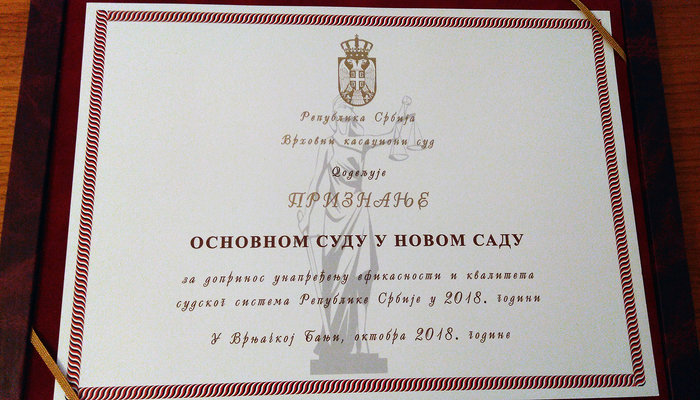 Република Србија
Врховни касациони суд
Додељује
ПРИЗНАЊЕ
ОСНОВНОМ СУДУ У НОВОМ САДУ
за допринос унапређењу ефикасности и квалитета
судског система Републике Србије у 2018. години
У Врњачкој Бањи, октобра 2018. године